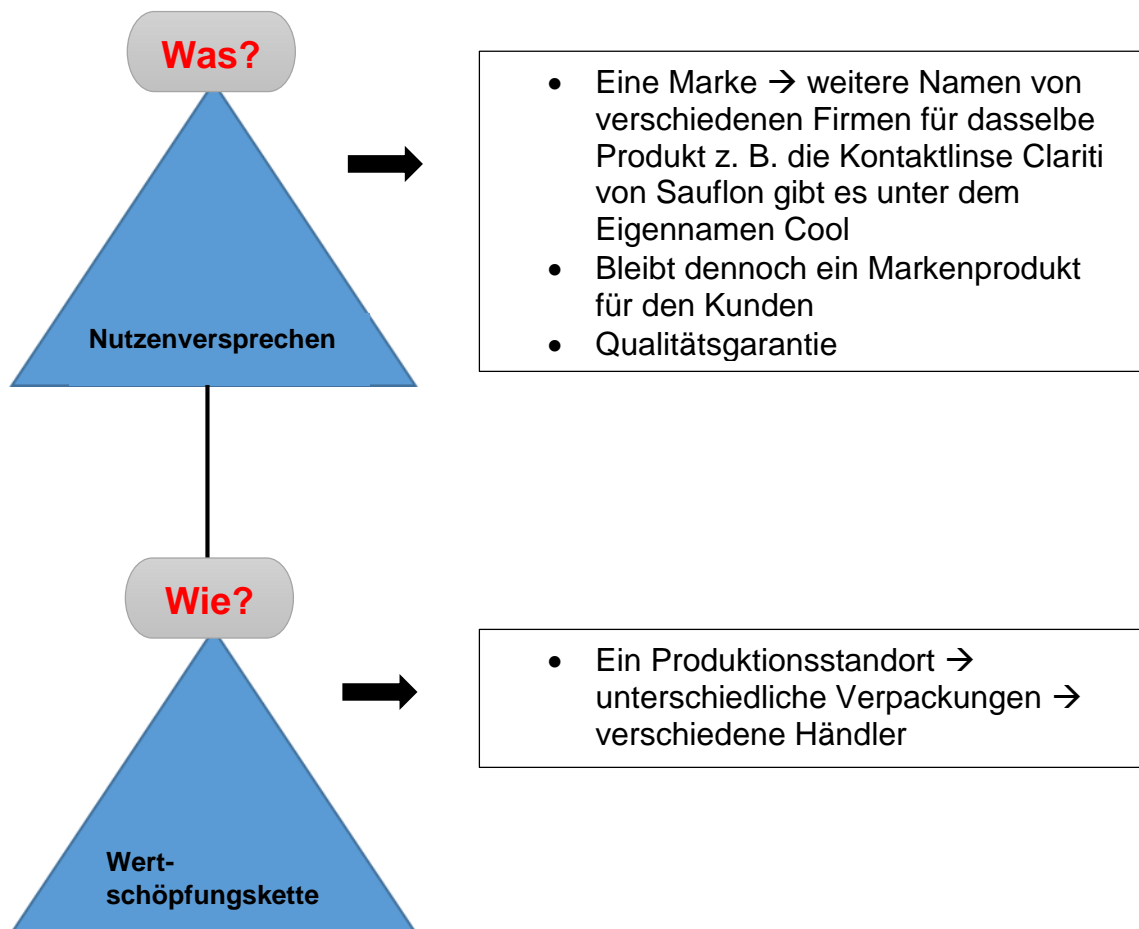 Was?
• Eine Marke → weitere Namen von
verschiedenen Firmen für dasselbe
Produkt z. B. die Kontaktlinse Clariti
von Sauflon gibt es unter dem
Eigennamen Cool
• Bleibt dennoch ein Markenprodukt
für den Kunden
• Qualitätsgarantie
Nutzenversprechen
Wie?
• Ein Produktionsstandort →
unterschiedliche Verpackungen →
verschiedene Händler
Wert-
schöpfungskette